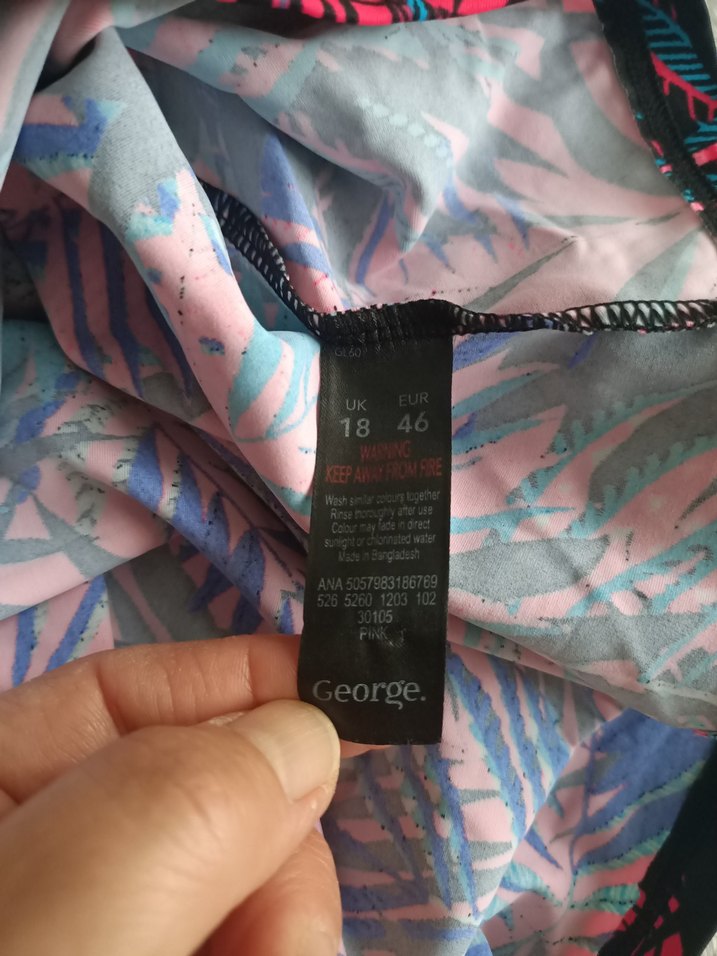 GL60
UK EUR
18 46
WARNING
KEEP AWAY FROM FIRE
Wash similar colours together
Rinse thoroughly after use
Colour may fade in direct
sunlight or chlorinated water
Made in Bangladesh
ANA 5057983186769
526 5260 1203 102
30105
PINK
George.